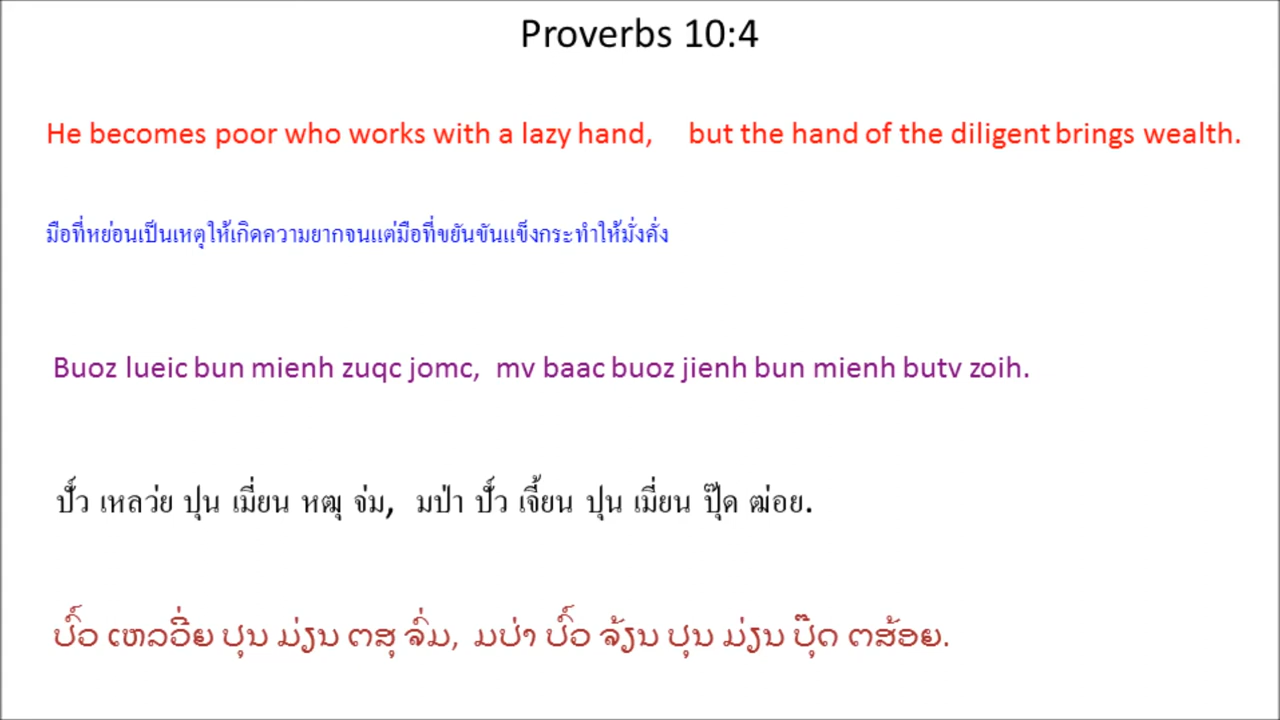 Proverbs 10:4
He becomes poor who works with a lazy hand, but the hand of the diligent brings wealth.
มือที่หย่อนเป็นเหตุให้เกิดความยากจนแต่มือที่ขยันขันแข็งกระทำให้มั่งคั่ง
Buoz lueic bun mienh zuqc jomc, mv baac buoz jienh bun mienh butv zoih.
ปั์ว เหลว่ย ปุน เมี่ยน หฒุ จ่ม, มป่า ปั์ว เจี้ยน ปุน เมี่ยน ปุ๊ด ฒ่อย.
ປົ໌ວ ເຫລວີ່ຍ ປຸນ ມ່ຽນ ຕສຸ ຈົ່ມ, ມປ່າ ປົ໌ວ ຈ້ຽນ ປຸນ ມ່ຽນ ປຸ໊ດ ຕສ້ອຍ.